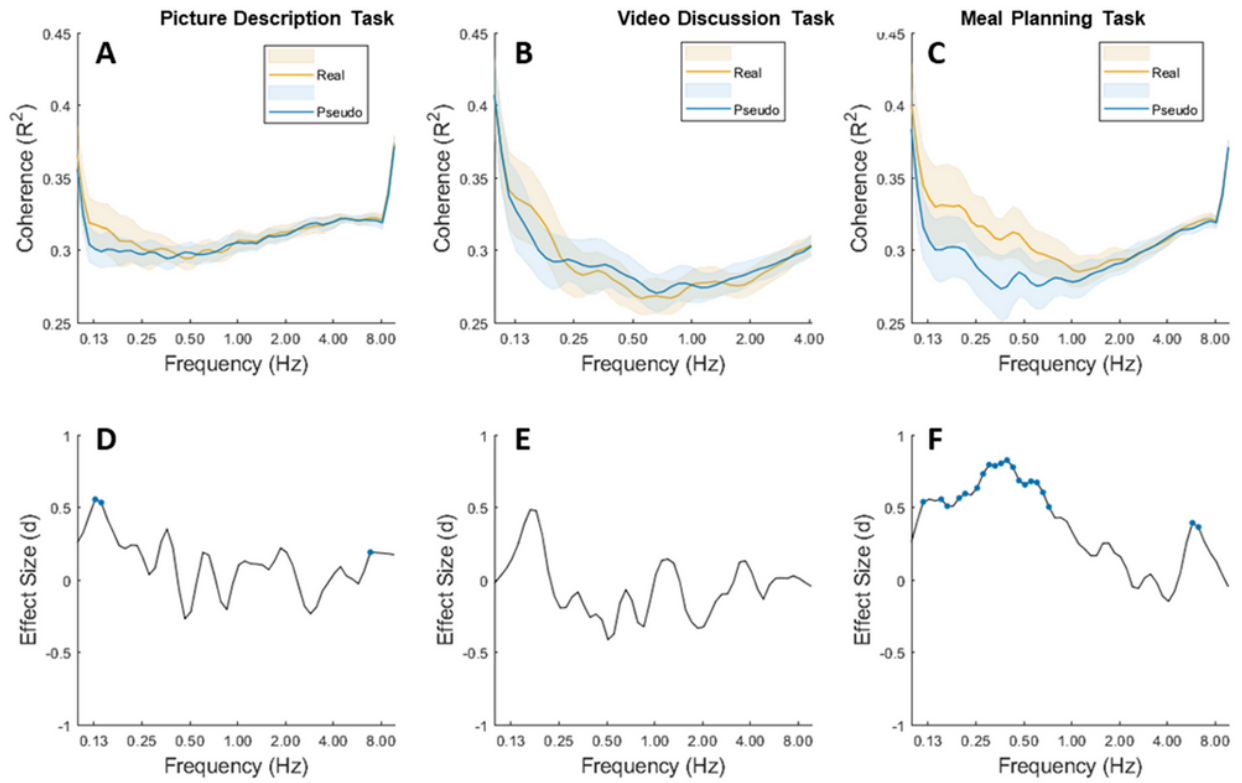 Picture Description Task
Video Discussion Task
Meal Planning Task
A
0.45
0.4
0.35
0.3
0.25
Coherence (R²)
Real
Pseudo
0.13 0.25 0.50 1.00 2.00 4.00 8.00
Frequency (Hz)
B
0.45
0.4
0.35
0.3
0.25
Coherence (R²)
Real
Pseudo
0.13 0.25 0.50 1.00 2.00 4.00
Frequency (Hz)
C
0.45
0.4
0.35
0.3
0.25
Coherence (R²)
Real
Pseudo
0.13 0.25 0.50 1.00 2.00 4.00 8.00
Frequency (Hz)
D
1
0.5
0
-0.5
-1
Effect Size (d)
0.13 0.25 0.50 1.00 2.00 4.00 8.00
Frequency (Hz)
E
1
0.5
0
-0.5
-1
Effect Size (d)
0.13 0.25 0.50 1.00 2.00 4.00 8.00
Frequency (Hz)
F
1
0.5
0
-0.5
-1
Effect Size (d)
0.13 0.25 0.50 1.00 2.00 4.00 8.00
Frequency (Hz)